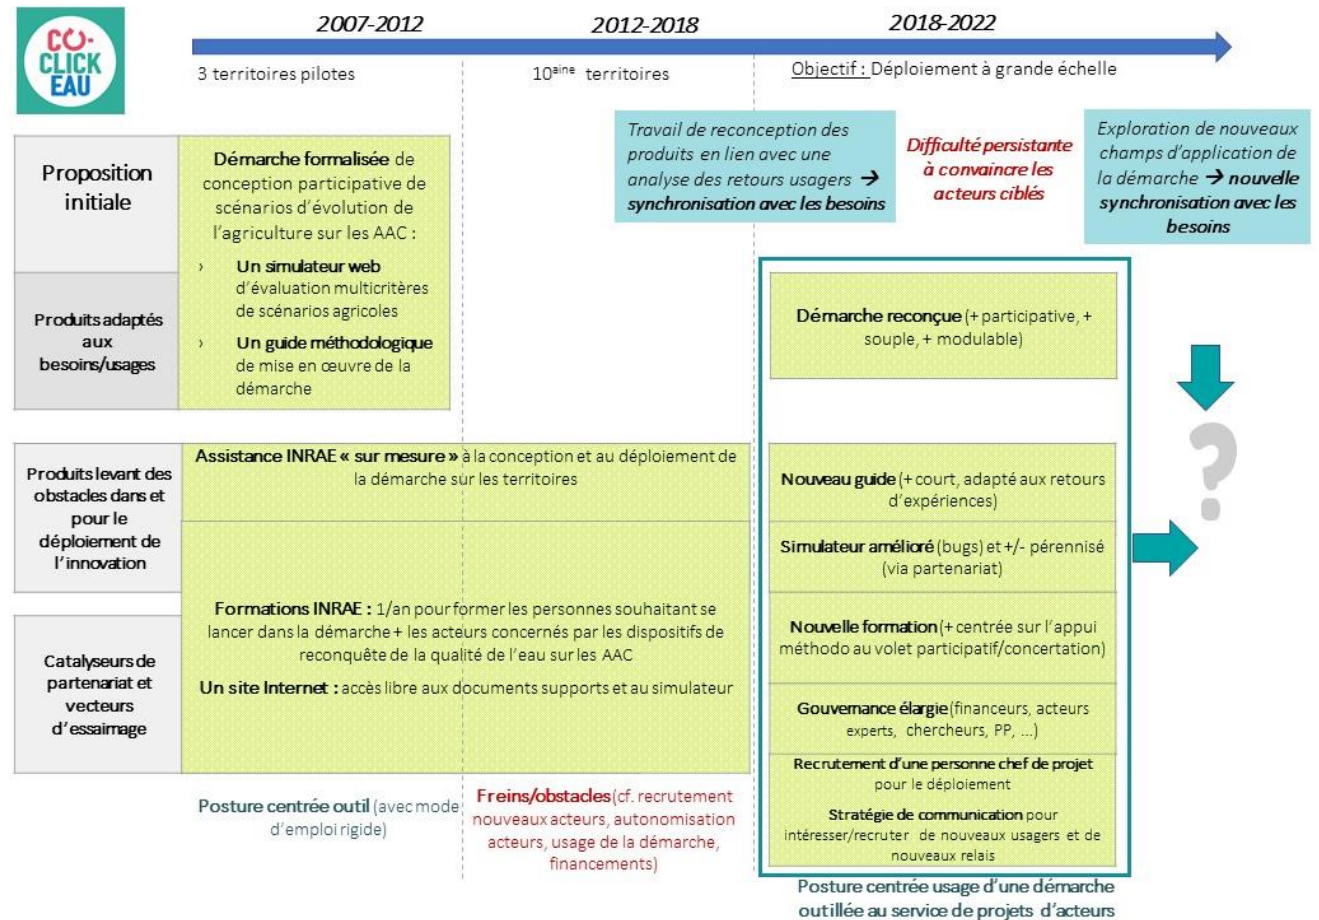 CO-
CLICK
EAU
2007-2012
2012-2018
2018-2022
3 territoires pilotes
10aine territoires
Objectif : Déploiement à grande échelle
Travail de reconception des
produits en lien avec une
analyse des retours usagers →
synchronisation avec les besoins
Difficulté persistante
à convaincre les
acteurs ciblés
Exploration de nouveaux
champs d'application de
la démarche → nouvelle
synchronisation avec les
besoins
Proposition
initiale
Démarche formalisée de
conception participative de
scénarios d'évolution de
l'agriculture sur les AAC :
› Un simulateur web
d'évaluation multicritères
de scénarios agricoles
› Un guide méthodologique
de mise en œuvre de la
démarche
Produits adaptés
aux
besoins/usages
Démarche reconçue (+ participative, +
souple, + modulable)
?
Produits levant des
obstacles dans et
pour le
déploiement de
l'innovation
Assistance INRAE « sur mesure » à la conception et au déploiement de
la démarche sur les territoires
Nouveau guide (+ court, adapté aux retours
d'expériences)
Simulateur amélioré (bugs) et +/- pérennisé
(via partenariat)
Catalyseurs de
partenariat et
vecteurs
d'essaimage
Formations INRAE : 1/an pour former les personnes souhaitant se
lancer dans la démarche + les acteurs concernés par les dispositifs de
reconquête de la qualité de l'eau sur les AAC
Un site Internet : accès libre aux documents supports et au simulateur
Nouvelle formation (+ centrée sur l'appui
méthodo au volet participatif/concertation)
Gouvernance élargie (financeurs, acteurs
experts, chercheurs, PP, ...)
Recrutement d'une personne chef de projet
pour le déploiement
Stratégie de communication pour
intéresser/recruter de nouveaux usagers et de
nouveaux relais
Posture centrée outil (avec mode
d'emploi rigide)
Freins/obstacles (cf. recrutement
nouveaux acteurs, autonomisation
acteurs, usage de la démarche,
financements)
Posture centrée usage d'une démarche
outillée au service de projets d'acteurs